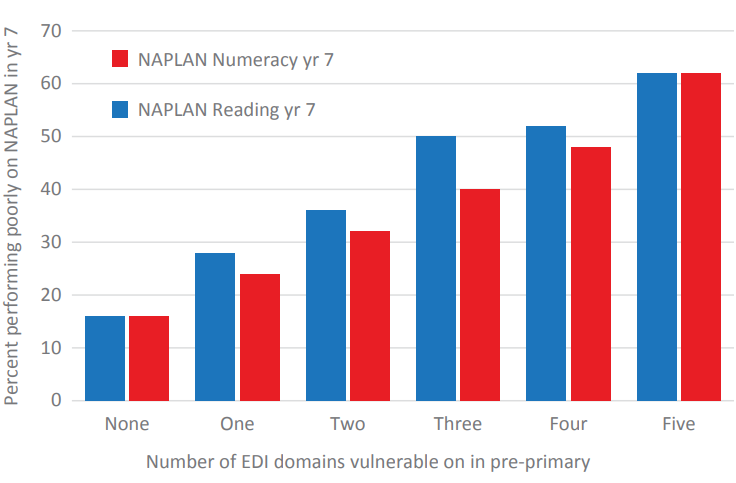 Percent performing poorly on NAPLAN in yr 7
70
60
50
40
30
20
10
0
NAPLAN Numeracy yr 7
NAPLAN Reading yr 7
None One Two Three Four Five
Number of EDI domains vulnerable on in pre-primary